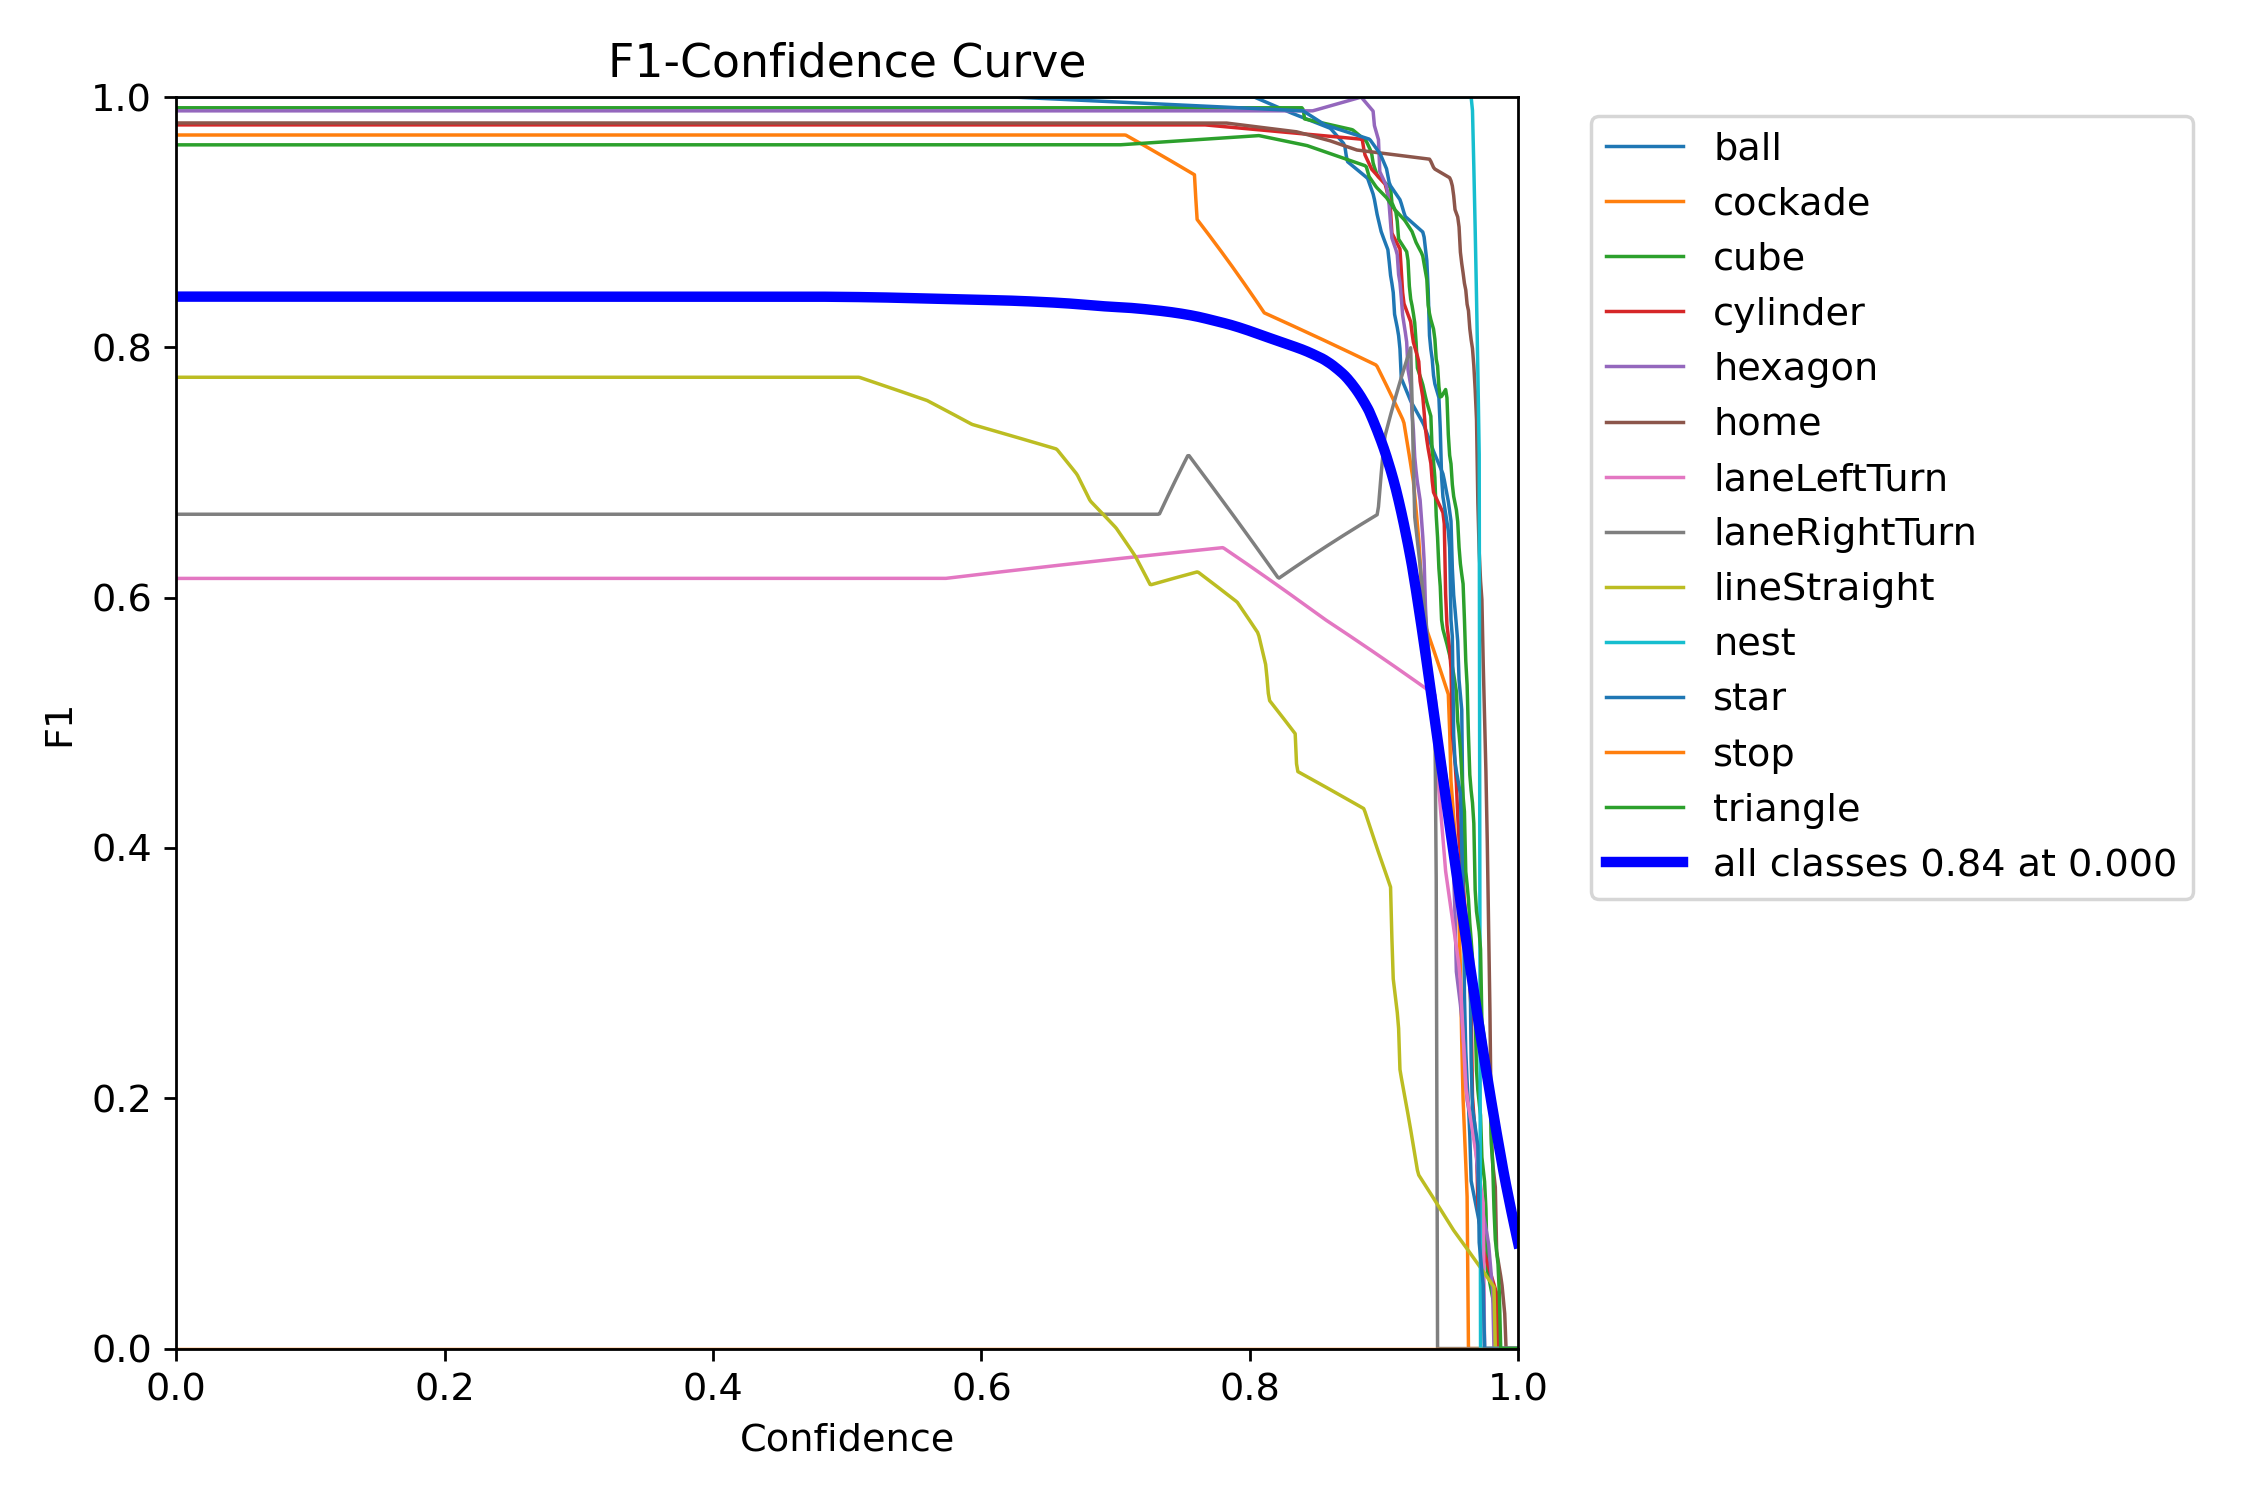 F1-Confidence Curve
1.0
0.8
0.6
0.4
0.2
0.0
F1
0.0 0.2 0.4 0.6 0.8 1.0
Confidence
ball
cockade
cube
cylinder
hexagon
home
laneLeftTurn
laneRightTurn
lineStraight
nest
star
stop
triangle
all classes 0.84 at 0.000